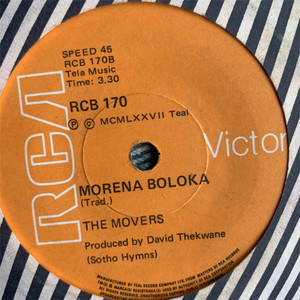 RCA
Victor
SPEED 45
RCB 170B
Tela Music
Time: 3.30
RCB 170
Ⓟ © MCMLXXVII Teal
MORENA BOLOKA
(Trad.)
THE MOVERS
Produced by David Thekwane
(Sotho Hymns)